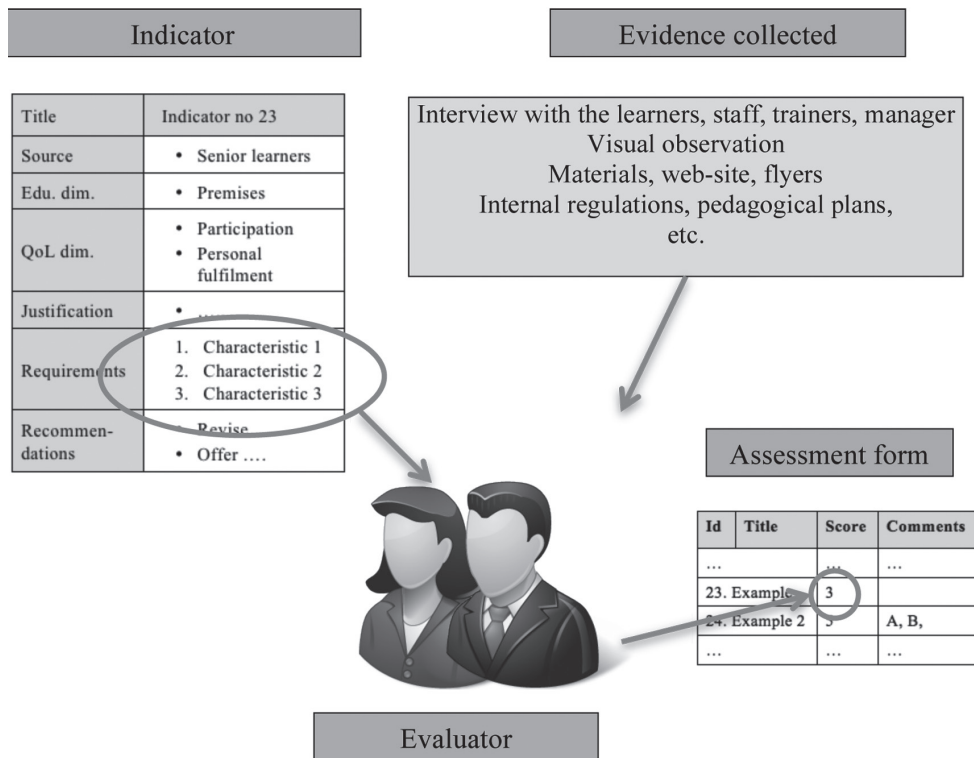 Indicator
Evidence collected
Title
Indicator no 23
Source
• Senior learners
Edu. dim.
• Premises
QoL dim.
• Participation
• Personal
fulfilment
Justification
• ....
Requirements
1. Characteristic 1
2. Characteristic 2
3. Characteristic 3
Recommen-
dations
• Revise
• Offer ....
Interview with the learners, staff, trainers, manager
Visual observation
Materials, web-site, flyers
Internal regulations, pedagogical plans,
etc.
Assessment form
Id Title Score Comments
... ... ...
23. Example 3
24. Example 2 5 A, B,
... ... ...
Evaluator